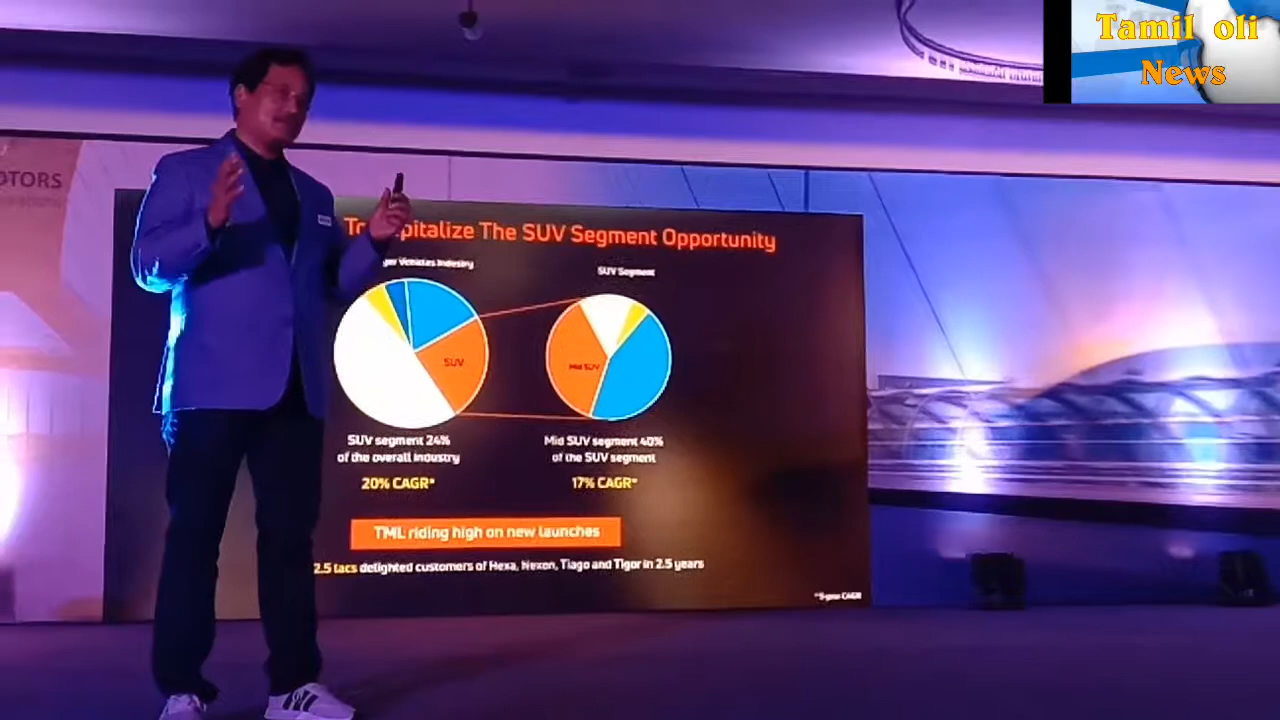 Tamil oli
News
OTORS
To pitalize The SUV Segment Opportunity
ger Vehicles Industry
SUV Segment
SUV
Mid SUV
SUV segment 24%
of the overall industry
Mid SUV segment 40%
of the SUV segment
20% CAGR*
17% CAGR*
TML riding high on new launches
2.5 lacs delighted customers of Hexa, Nexon, Tiago and Tigor in 2.5 years
*5-year CAGR